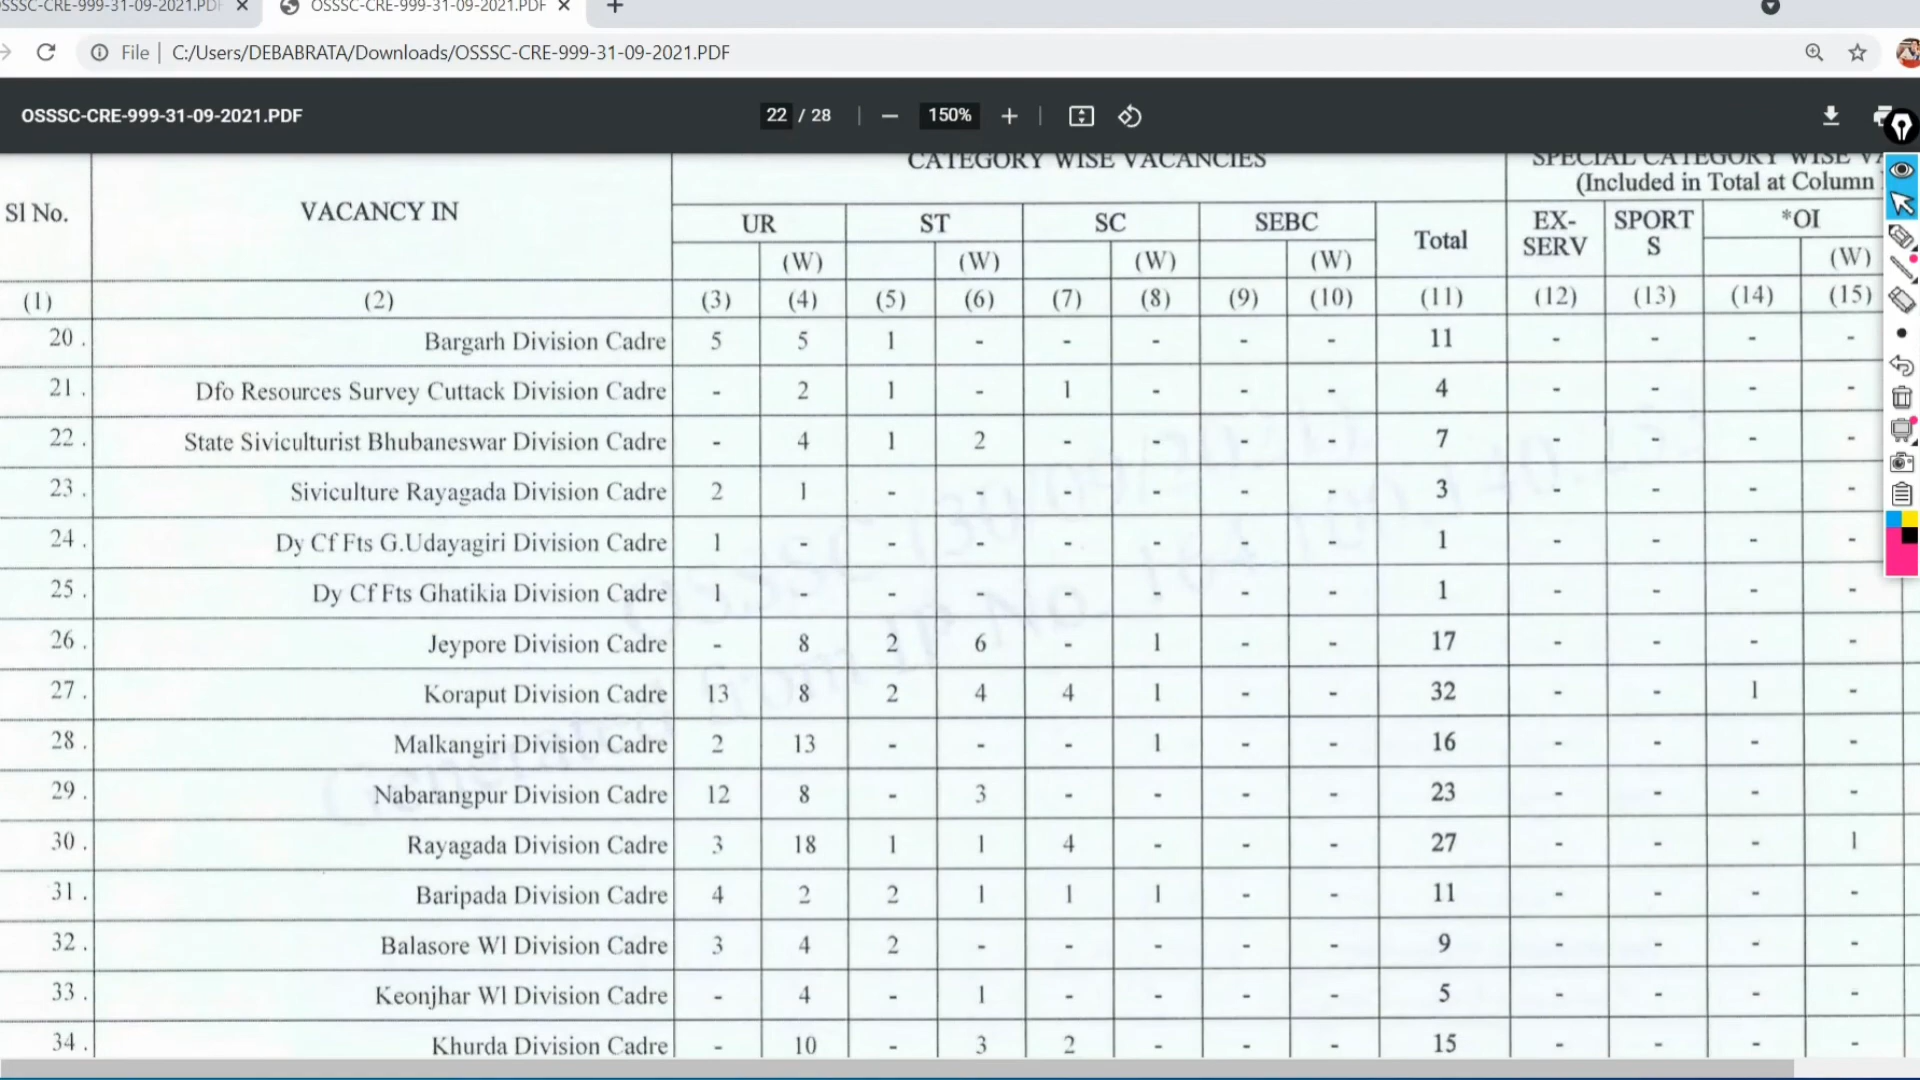 SSSC-CRE-999-31-09-2021.PDF
OSSSC-CRE-999-31-09-2021.PDF
File | C:/Users/DEBABRATA/Downloads/OSSSC-CRE-999-31-09-2021.PDF
OSSSC-CRE-999-31-09-2021.PDF 22 / 28 150%
CATEGORY WISE VACANCIES SPECIAL CATEGORY WISE
(Included in Total at Column
Sl No. VACANCY IN UR ST SC SEBC Total EX-SERV SPORTS *OI
(W) (W) (W) (W) (W)
(1) (2) (3) (4) (5) (6) (7) (8) (9) (10) (11) (12) (13) (14) (15)
20 . Bargarh Division Cadre 5 5 1 - - - - - 11 - - - -
21 . Dfo Resources Survey Cuttack Division Cadre - 2 1 - 1 - - - 4 - - - -
22 . State Siviculturist Bhubaneswar Division Cadre - 4 1 2 - - - - 7 - - - -
23 . Siviculture Rayagada Division Cadre 2 1 - - - - - - 3 - - - -
24 . Dy Cf Fts G.Udayagiri Division Cadre 1 - - - - - - - 1 - - - -
25 . Dy Cf Fts Ghatikia Division Cadre 1 - - - - - - - 1 - - - -
26 . Jeypore Division Cadre - 8 2 6 - 1 - - 17 - - - -
27 . Koraput Division Cadre 13 8 2 4 4 1 - - 32 - - 1 -
28 . Malkangiri Division Cadre 2 13 - - - 1 - - 16 - - - -
29 . Nabarangpur Division Cadre 12 8 - 3 - - - - 23 - - - -
30 . Rayagada Division Cadre 3 18 1 1 4 - - - 27 - - - 1
31 . Baripada Division Cadre 4 2 2 1 1 1 - - 11 - - - -
32 . Balasore Wl Division Cadre 3 4 2 - - - - - 9 - - - -
33 . Keonjhar Wl Division Cadre - 4 - 1 - - - - 5 - - - -
34 . Khurda Division Cadre - 10 - 3 2 - - - 15 - - - -